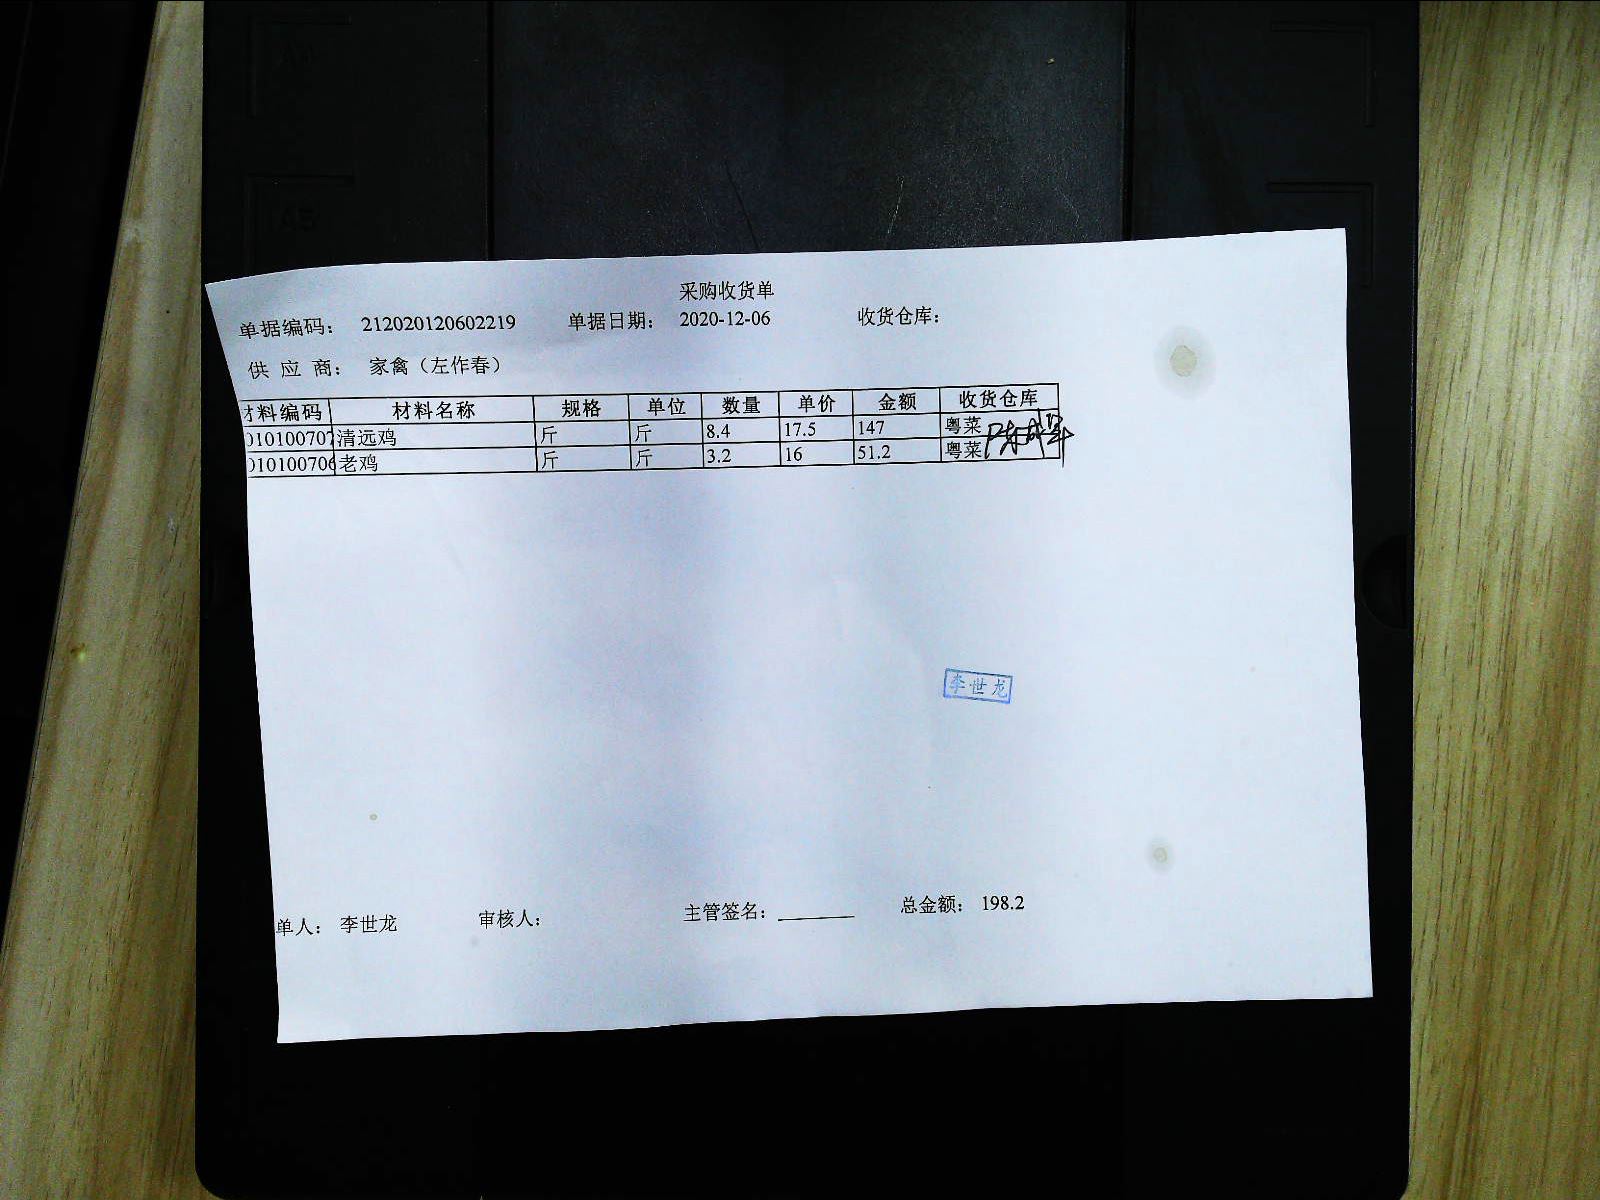 采购收货单
单据编码： 212020120602219 单据日期： 2020-12-06 收货仓库：
供 应 商： 家禽（左作春）
材料编码 材料名称 规格 单位 数量 单价 金额 收货仓库
010100707 清远鸡 斤 斤 8.4 17.5 147 粤菜
010100706 老鸡 斤 斤 3.2 16 51.2 粤菜
李世龙
单人： 李世龙 审核人： 主管签名： 总金额： 198.2